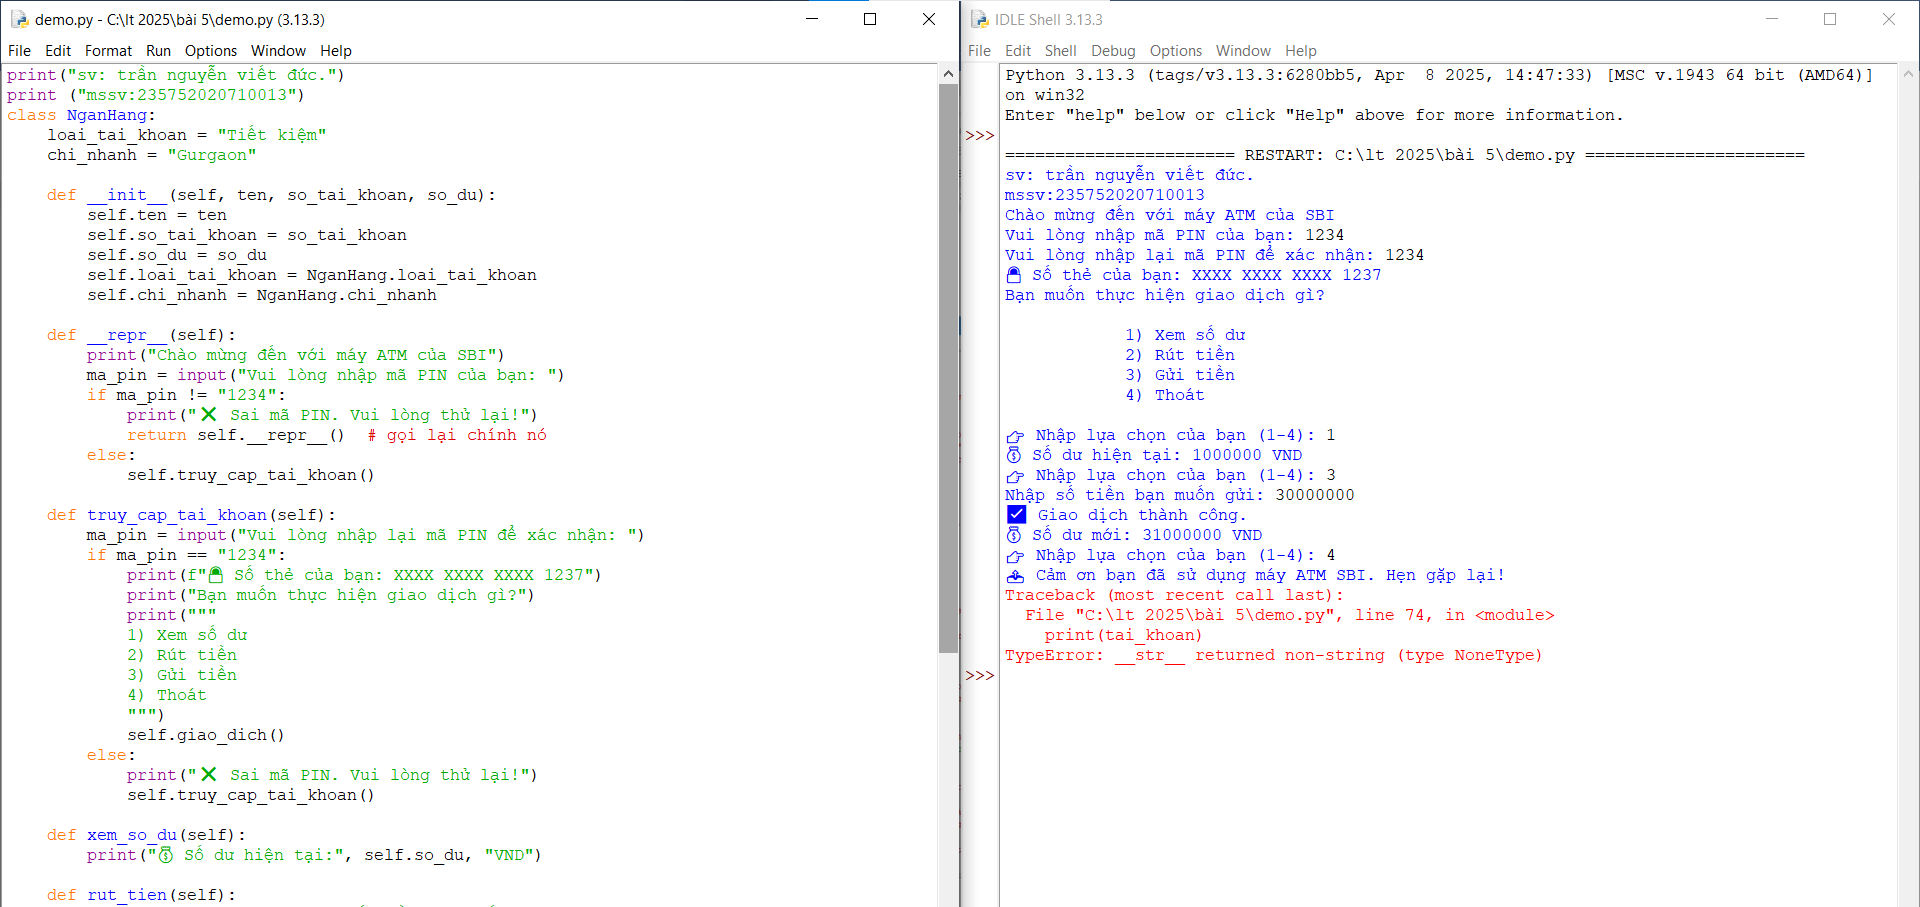 demo.py - C:\lt 2025\bài 5\demo.py (3.13.3)
File Edit Format Run Options Window Help
print("sv: trần nguyễn viết đức.")
print ("mssv:235752020710013")
class NganHang:
    loai_tai_khoan = "Tiết kiệm"
    chi_nhanh = "Gurgaon"
    def __init__(self, ten, so_tai_khoan, so_du):
        self.ten = ten
        self.so_tai_khoan = so_tai_khoan
        self.so_du = so_du
        self.loai_tai_khoan = NganHang.loai_tai_khoan
        self.chi_nhanh = NganHang.chi_nhanh
    def __repr__(self):
        print("Chào mừng đến với máy ATM của SBI")
        ma_pin = input("Vui lòng nhập mã PIN của bạn: ")
        if ma_pin != "1234":
            print("❌ Sai mã PIN. Vui lòng thử lại!")
            return self.__repr__()  # gọi lại chính nó
        else:
            self.truy_cap_tai_khoan()
    def truy_cap_tai_khoan(self):
        ma_pin = input("Vui lòng nhập lại mã PIN để xác nhận: ")
        if ma_pin == "1234":
            print(f"🔒 Số thẻ của bạn: XXXX XXXX XXXX 1237")
            print("Bạn muốn thực hiện giao dịch gì?")
            print("""
            1) Xem số dư
            2) Rút tiền
            3) Gửi tiền
            4) Thoát
            """)
            self.giao_dich()
        else:
            print("❌ Sai mã PIN. Vui lòng thử lại!")
            self.truy_cap_tai_khoan()
    def xem_so_du(self):
        print("💰 Số dư hiện tại:", self.so_du, "VND")
    def rut_tien(self):
IDLE Shell 3.13.3
File Edit Shell Debug Options Window Help
Python 3.13.3 (tags/v3.13.3:6280bb5, Apr  8 2025, 14:47:33) [MSC v.1943 64 bit (AMD64)]
on win32
Enter "help" below or click "Help" above for more information.
>>>
======================= RESTART: C:\lt 2025\bài 5\demo.py ======================
sv: trần nguyễn viết đức.
mssv:235752020710013
Chào mừng đến với máy ATM của SBI
Vui lòng nhập mã PIN của bạn: 1234
Vui lòng nhập lại mã PIN để xác nhận: 1234
🔒 Số thẻ của bạn: XXXX XXXX XXXX 1237
Bạn muốn thực hiện giao dịch gì?
            1) Xem số dư
            2) Rút tiền
            3) Gửi tiền
            4) Thoát
👉 Nhập lựa chọn của bạn (1-4): 1
💰 Số dư hiện tại: 1000000 VND
👉 Nhập lựa chọn của bạn (1-4): 3
Nhập số tiền bạn muốn gửi: 30000000
✅ Giao dịch thành công.
💰 Số dư mới: 31000000 VND
👉 Nhập lựa chọn của bạn (1-4): 4
📤 Cảm ơn bạn đã sử dụng máy ATM SBI. Hẹn gặp lại!
Traceback (most recent call last):
  File "C:\lt 2025\bài 5\demo.py", line 74, in <module>
    print(tai_khoan)
TypeError: __str__ returned non-string (type NoneType)
>>>